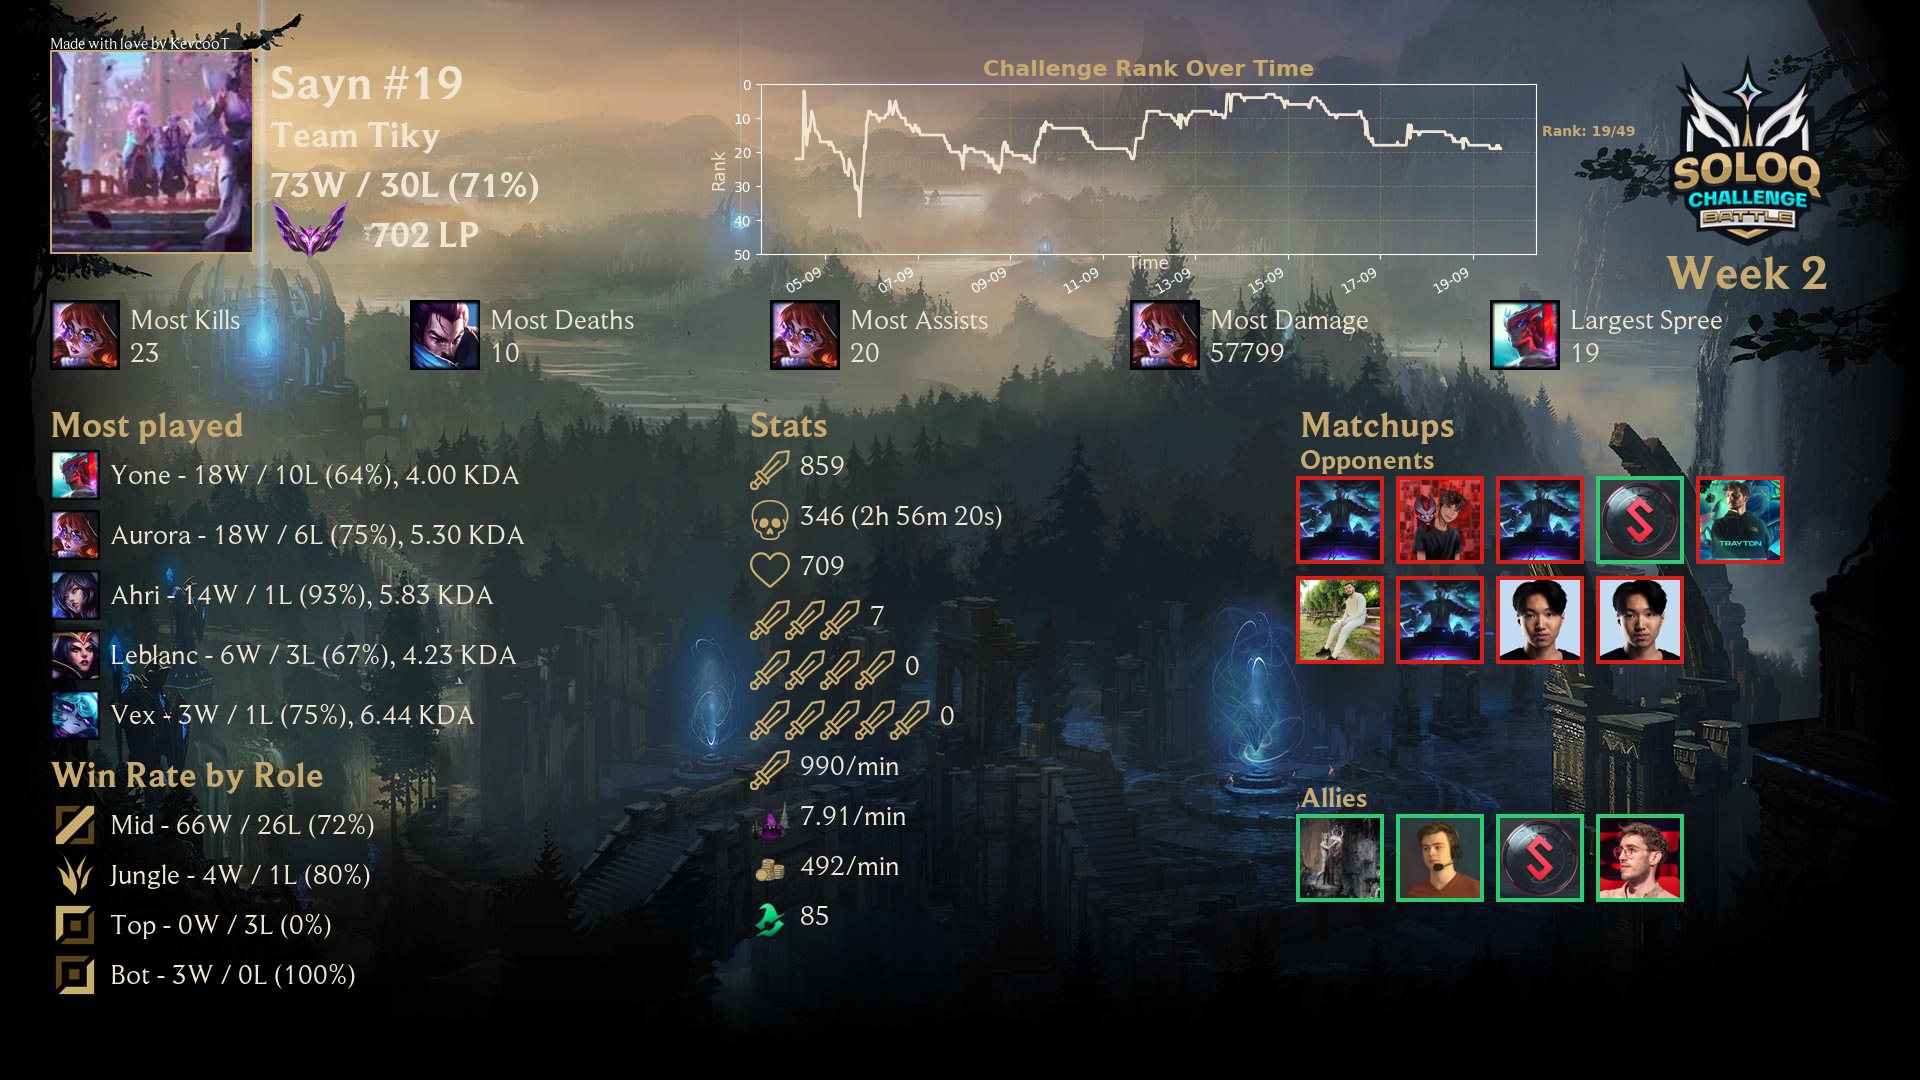 Made with love by KevcooT
Sayn #19
Team Tiky
73W / 30L (71%)
702 LP
Challenge Rank Over Time
Rank
0
10
20
30
40
50
05-09
07-09
09-09
11-09
13-09
15-09
17-09
19-09
Time
Rank: 19/49
SOLOQ
CHALLENGE
BATTLE
Week 2
Most Kills
23
Most Deaths
10
Most Assists
20
Most Damage
57799
Largest Spree
19
Most played
Yone - 18W / 10L (64%), 4.00 KDA
Aurora - 18W / 6L (75%), 5.30 KDA
Ahri - 14W / 1L (93%), 5.83 KDA
Leblanc - 6W / 3L (67%), 4.23 KDA
Vex - 3W / 1L (75%), 6.44 KDA
Win Rate by Role
Mid - 66W / 26L (72%)
Jungle - 4W / 1L (80%)
Top - 0W / 3L (0%)
Bot - 3W / 0L (100%)
Stats
859
346 (2h 56m 20s)
709
7
0
0
990/min
7.91/min
492/min
85
Matchups
Opponents
TRAYTON
Allies